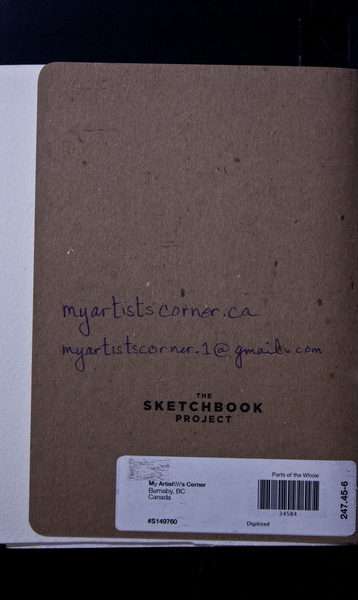 myartistscorner.ca
myartistscorner.1@gmail.com
THE
SKETCHBOOK
PROJECT
Parts of the Whole
My Artist\\\'s Corner
Burnaby, BC
Canada
34584
#S149760
Digitized
247.45-6